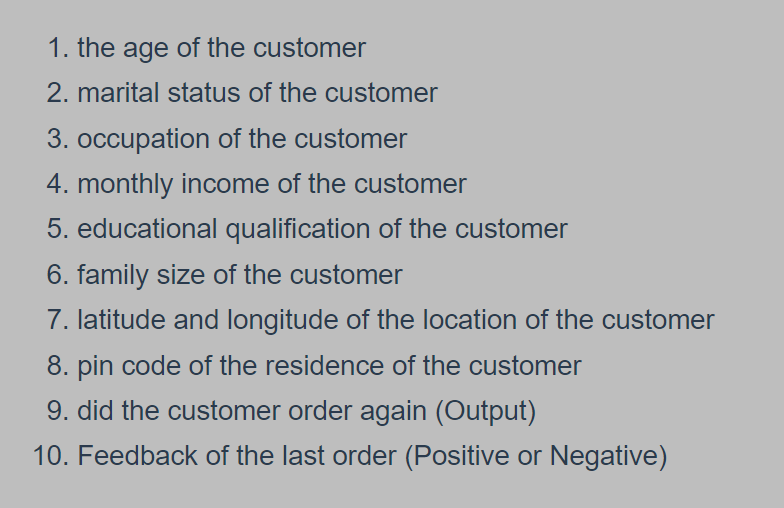 1. the age of the customer
2. marital status of the customer
3. occupation of the customer
4. monthly income of the customer
5. educational qualification of the customer
6. family size of the customer
7. latitude and longitude of the location of the customer
8. pin code of the residence of the customer
9. did the customer order again (Output)
10. Feedback of the last order (Positive or Negative)